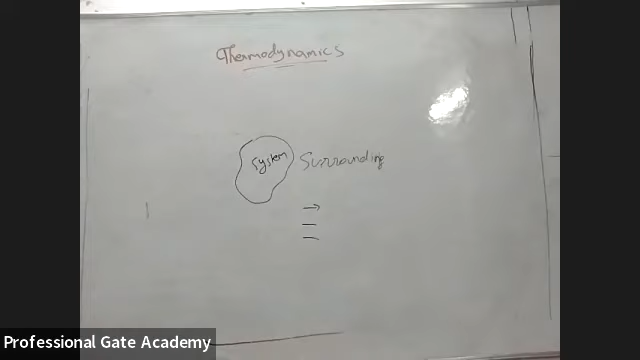 Thermodynamics
System Surrounding
Professional Gate Academy